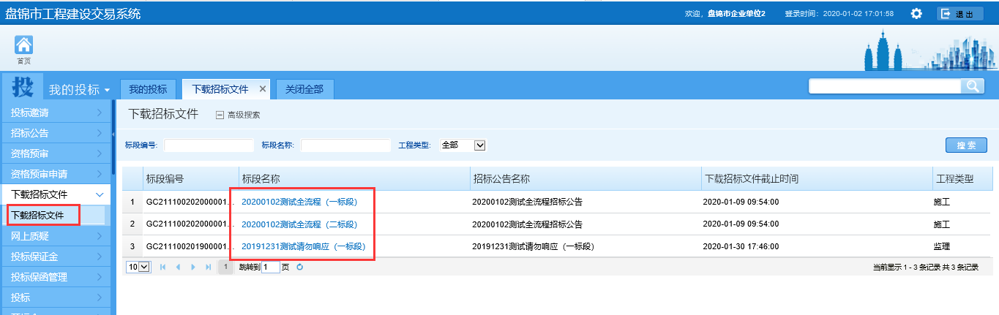 盘锦市工程建设交易系统 欢迎，盘锦市企业单位2 登录时间：2020-01-02 17:01:58 退 出
首页
投 我的投标 我的投标 下载招标文件 关闭全部
投标邀请
招标公告
资格预审
资格预审申请
下载招标文件
下载招标文件
网上质疑
投标保证金
投标保函管理
投标
下载招标文件 高级搜索
标段编号: 标段名称: 工程类型: 全部 搜 索
标段编号 标段名称 招标公告名称 下载招标文件截止时间 工程类型
1 GC211100202000001... 20200102测试全流程（一标段） 20200102测试全流程招标公告 2020-01-09 09:54:00 施工
2 GC211100202000001... 20200102测试全流程（二标段） 20200102测试全流程招标公告 2020-01-09 09:54:00 施工
3 GC211100201900001... 20191231测试请勿响应（一标段） 20191231测试请勿响应（一标段） 2020-01-30 17:46:00 监理
10 1 跳转到 1 页 当前显示 1 - 3 条记录 共 3 条记录